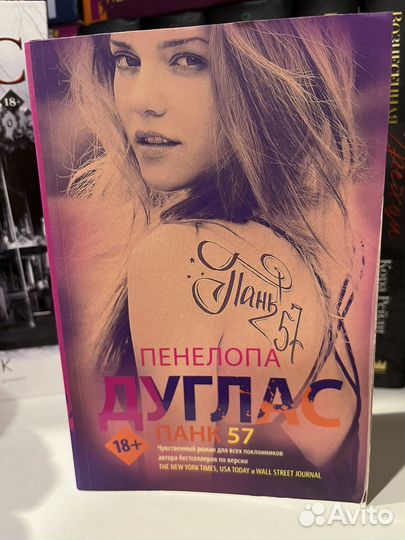 С
18+
К
Панк
57
ПЕНЕЛОПА
ДУГЛАС
ПАНК 57
18+
Чувственный роман для всех поклонников
автора бестселлеров по версии
THE NEW YORK TIMES, USA TODAY и WALL STREET JOURNAL
Avito